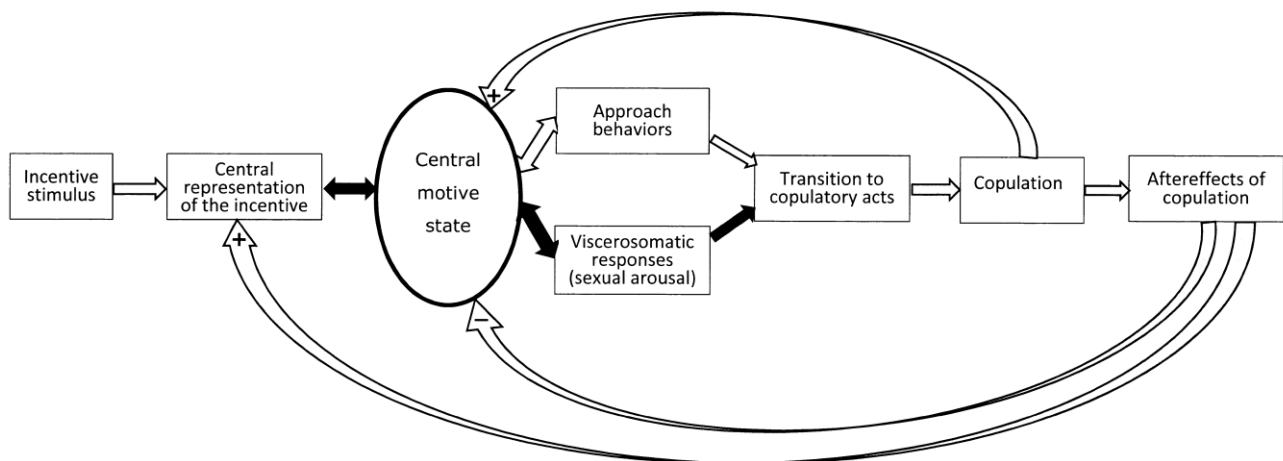 Incentive
stimulus
Central
representation
of the incentive
Central
motive
state
+
Approach
behaviors
Viscerosomatic
responses
(sexual arousal)
Transition to
copulatory acts
Copulation
Aftereffects of
copulation
+
−